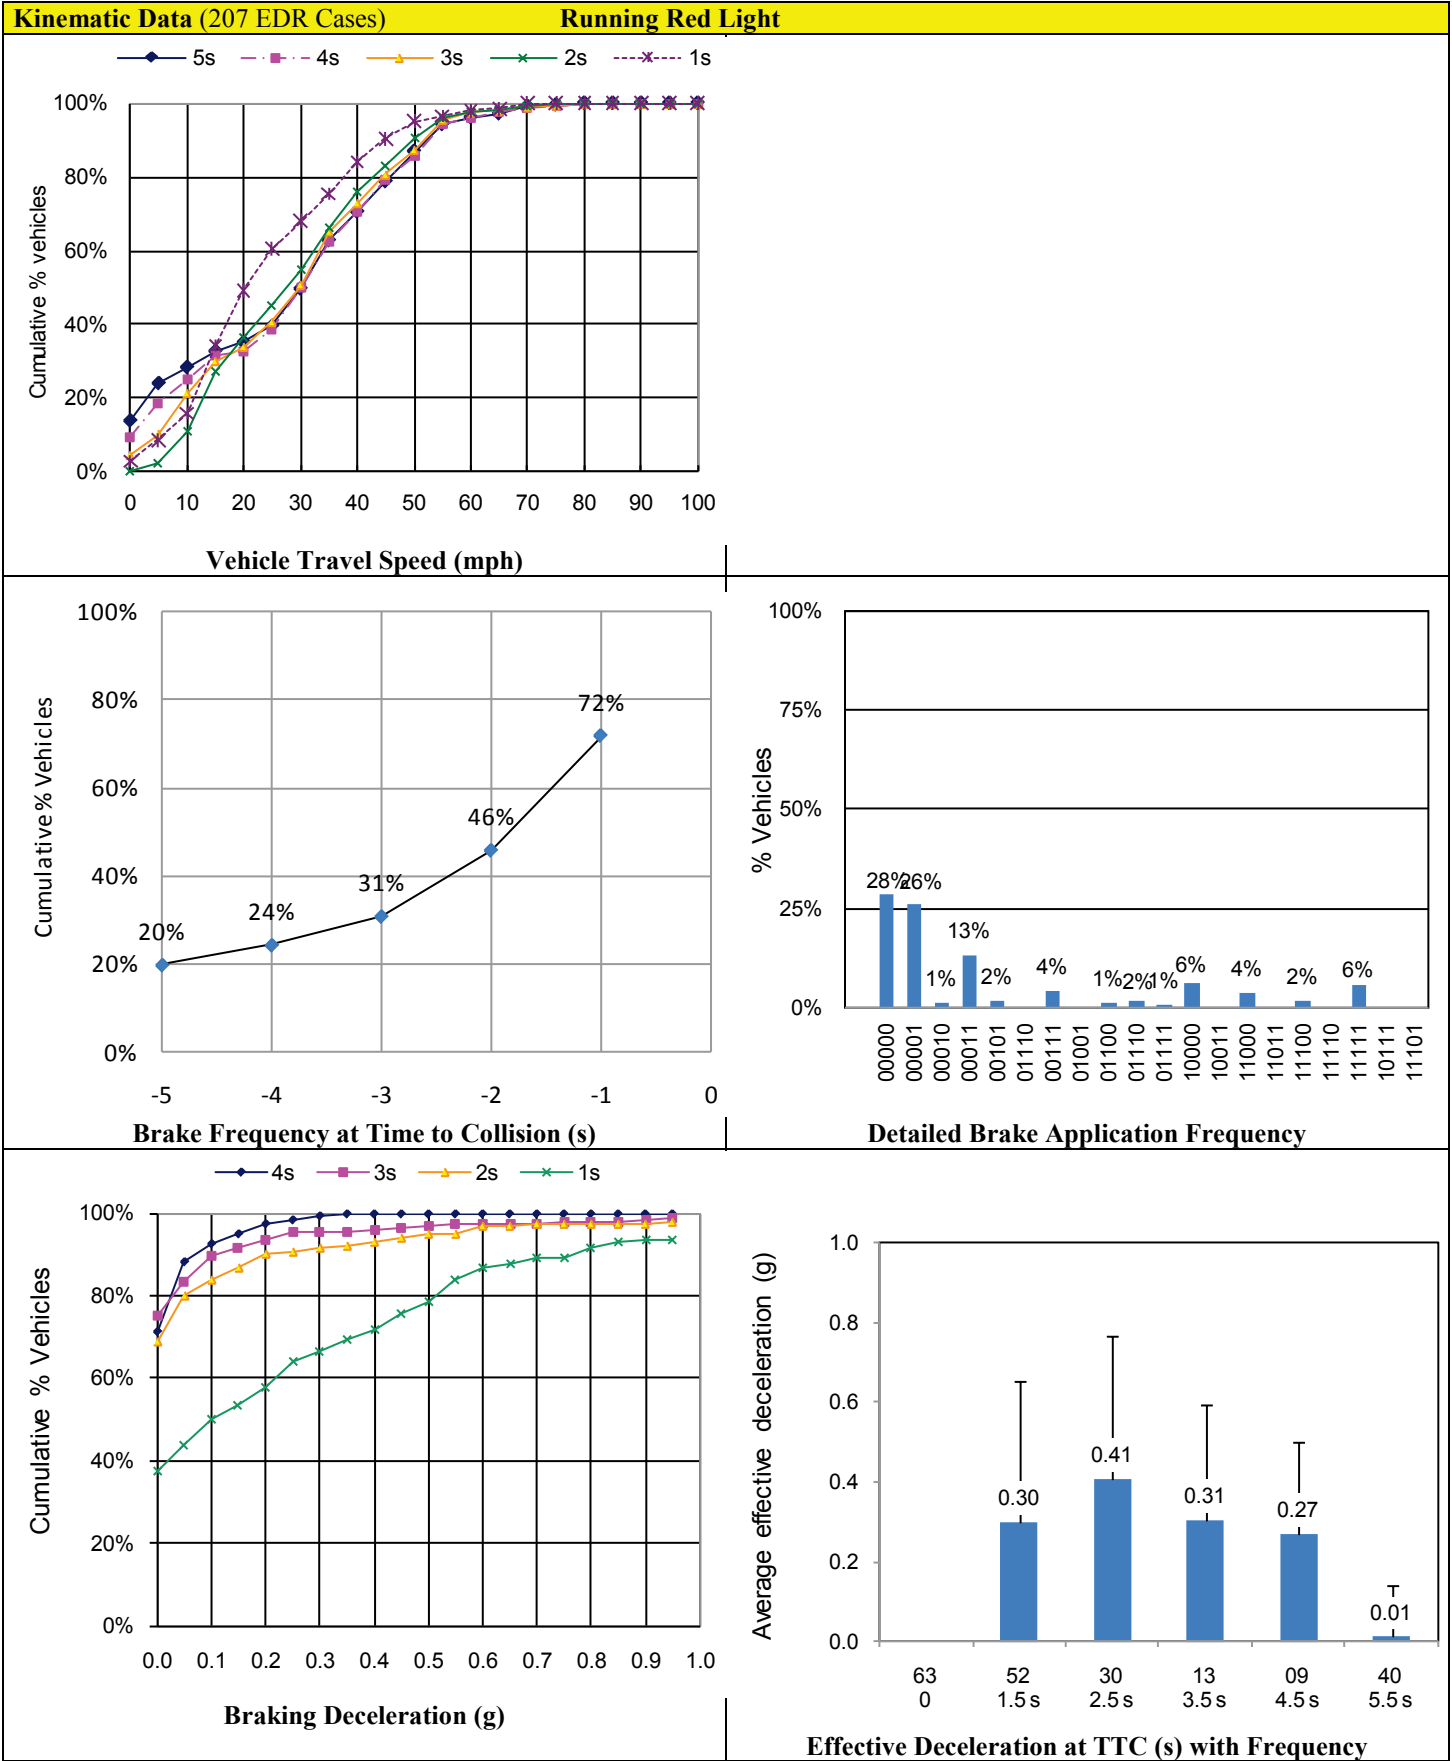 Kinematic Data (207 EDR Cases) Running Red Light
5s 4s 3s 2s 1s
Cumulative % vehicles
100%
80%
60%
40%
20%
0%
0 10 20 30 40 50 60 70 80 90 100
Vehicle Travel Speed (mph)
Cumulative % Vehicles
100%
80%
60%
40%
20%
0%
20%
24%
31%
46%
72%
-5 -4 -3 -2 -1 0
Brake Frequency at Time to Collision (s)
% Vehicles
100%
75%
50%
25%
0%
28% 26% 1% 13% 2% 4% 1% 2% 1% 6% 4% 2% 6%
00000
00001
00010
00011
00101
01110
00111
01001
01100
01110
01111
10000
10011
11000
11011
11100
11110
11111
10111
11101
Detailed Brake Application Frequency
4s 3s 2s 1s
Cumulative % Vehicles
100%
80%
60%
40%
20%
0%
0.0 0.1 0.2 0.3 0.4 0.5 0.6 0.7 0.8 0.9 1.0
Braking Deceleration (g)
Average effective deceleration (g)
1.0
0.8
0.6
0.4
0.2
0.0
0.30 0.41 0.31 0.27 0.01
63 52 30 13 09 40
0 1.5 s 2.5 s 3.5 s 4.5 s 5.5 s
Effective Deceleration at TTC (s) with Frequency